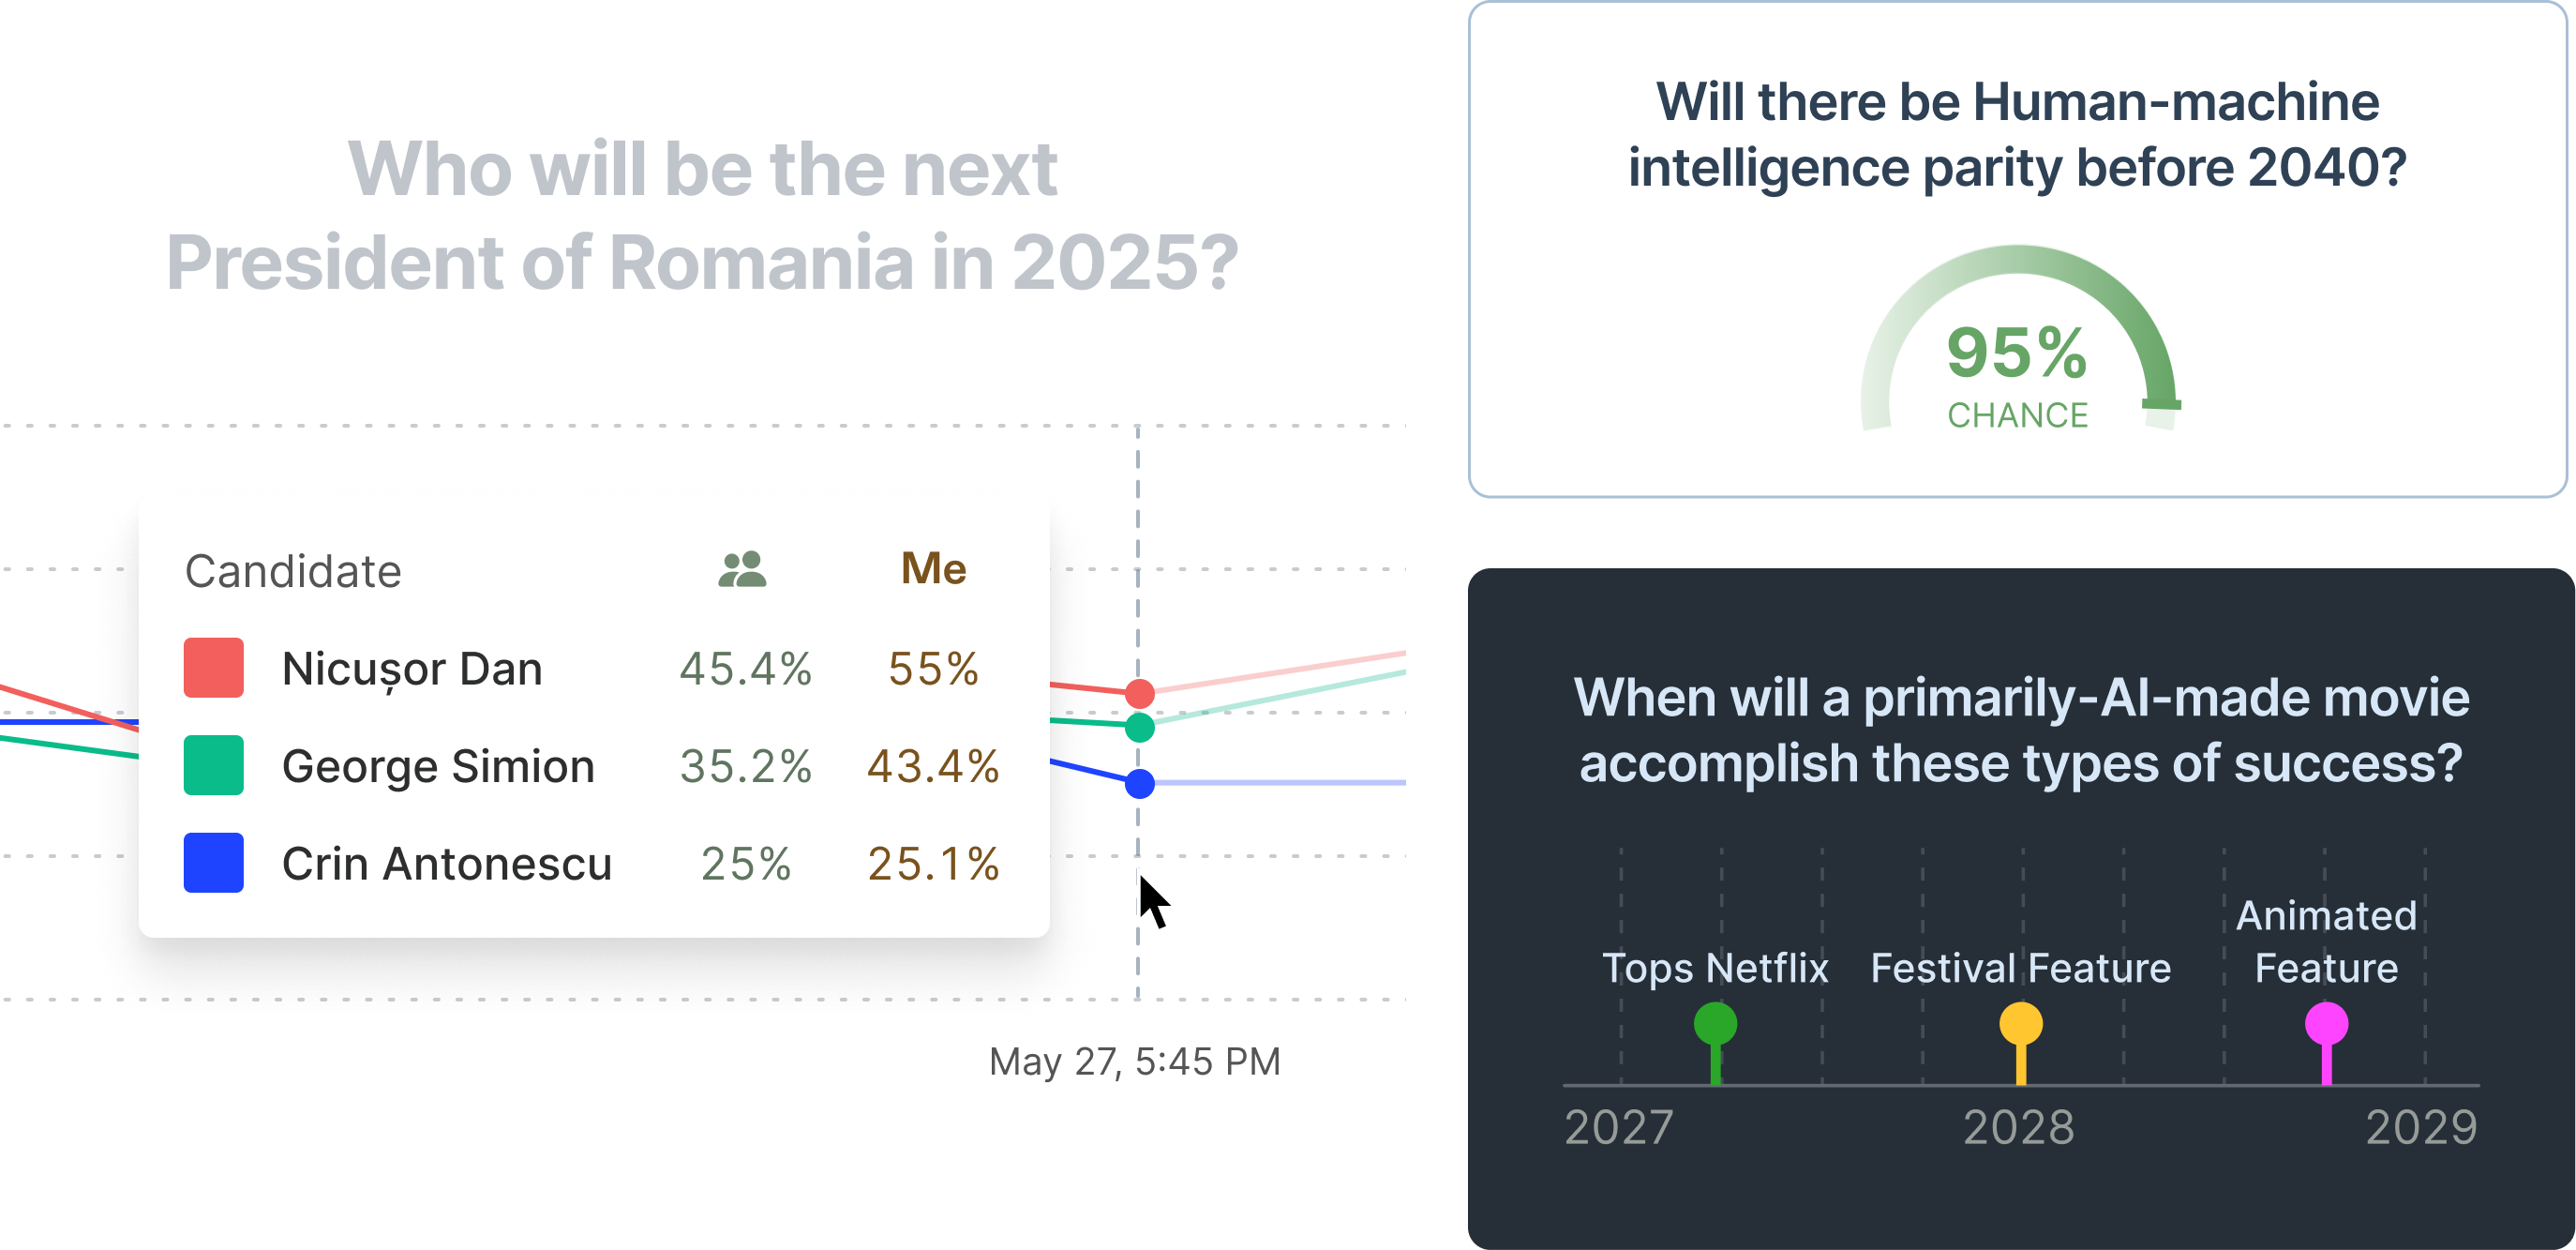 Who will be the next
President of Romania in 2025?
Candidate Me
Nicușor Dan 45.4% 55%
George Simion 35.2% 43.4%
Crin Antonescu 25% 25.1%
May 27, 5:45 PM
Will there be Human-machine
intelligence parity before 2040?
95%
CHANCE
When will a primarily-AI-made movie
accomplish these types of success?
Tops Netflix
Festival Feature
Animated
Feature
2027 2028 2029